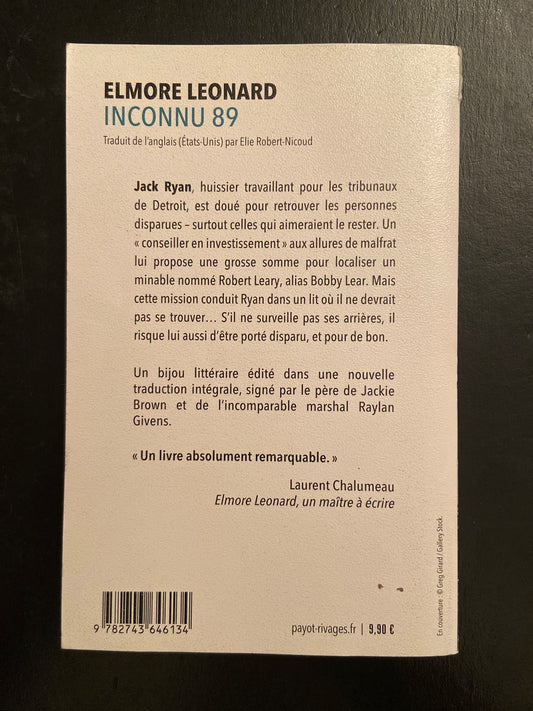 ELMORE LEONARD
INCONNU 89
Traduit de l'anglais (États-Unis) par Elie Robert-Nicoud
Jack Ryan, huissier travaillant pour les tribunaux
de Detroit, est doué pour retrouver les personnes
disparues – surtout celles qui aimeraient le rester. Un
« conseiller en investissement » aux allures de malfrat
lui propose une grosse somme pour localiser un
minable nommé Robert Leary, alias Bobby Lear. Mais
cette mission conduit Ryan dans un lit où il ne devrait
pas se trouver... S'il ne surveille pas ses arrières, il
risque lui aussi d'être porté disparu, et pour de bon.
Un bijou littéraire édité dans une nouvelle
traduction intégrale, signé par le père de Jackie
Brown et de l'incomparable marshal Raylan
Givens.
« Un livre absolument remarquable. »
Laurent Chalumeau
Elmore Leonard, un maître à écrire
9 782743 646134
payot-rivages.fr | 9,90 €
En couverture : © Greg Girard / Gallery Stock.